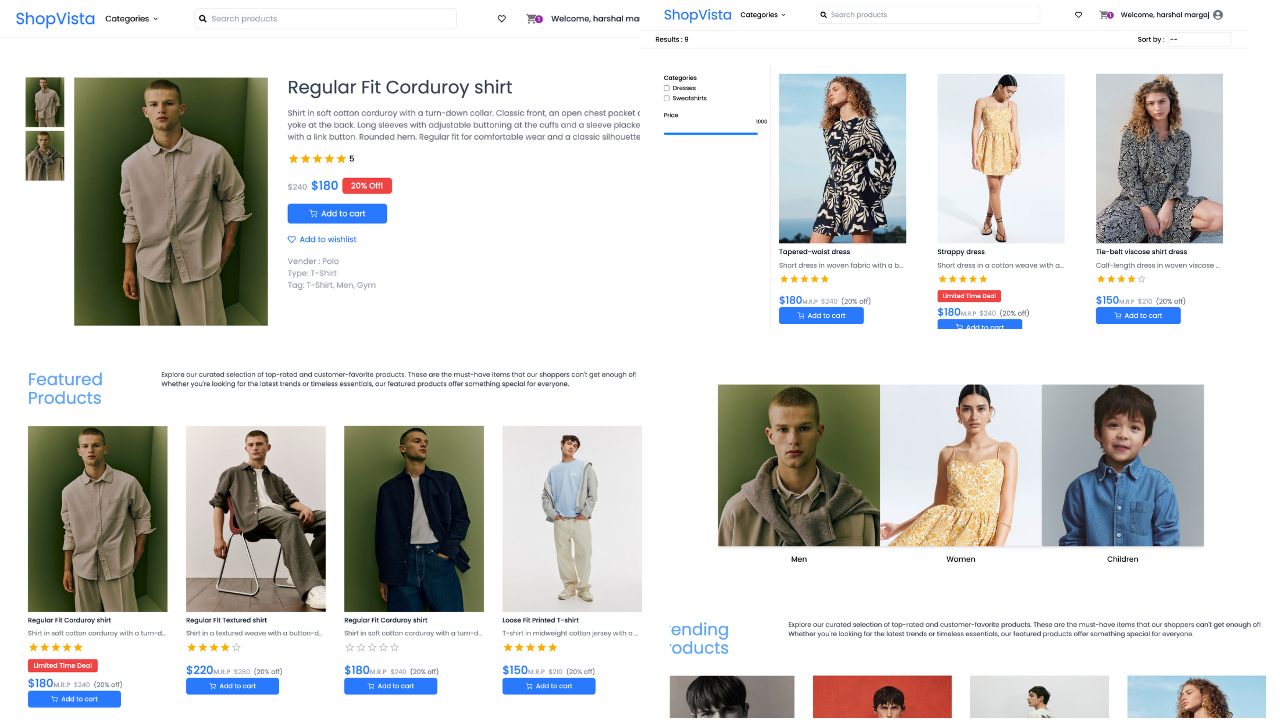 ShopVista Categories Search products 1 Welcome, harshal ma
Regular Fit Corduroy shirt
Shirt in soft cotton corduroy with a turn-down collar. Classic front, an open chest pocket
yoke at the back. Long sleeves with adjustable buttoning at the cuffs and a sleeve placke
with a link button. Rounded hem. Regular fit for comfortable wear and a classic silhouette
5
$240 $180 20% Off!
Add to cart
Add to wishlist
Vender : Polo
Type: T-Shirt
Tag: T-Shirt, Men, Gym
ShopVista Categories Search products 1 Welcome, harshal margaj
Results : 9 Sort by : --
Categories
Dresses
Sweatshirts
Price
1000
Tapered-waist dress
Short dress in woven fabric with a b...
$180 M.R.P $240 (20% off)
Add to cart
Strappy dress
Short dress in a cotton weave with a...
Limited Time Deal
$180 M.R.P $240 (20% off)
Add to cart
Tie-belt viscose shirt dress
Calf-length dress in woven viscose ...
$150 M.R.P $210 (20% off)
Add to cart
Featured
Products
Explore our curated selection of top-rated and customer-favorite products. These are the must-have items that our shoppers can't get enough of!
Whether you're looking for the latest trends or timeless essentials, our featured products offer something special for everyone.
Regular Fit Corduroy shirt
Shirt in soft cotton corduroy with a turn-d...
Limited Time Deal
$180 M.R.P $240 (20% off)
Add to cart
Regular Fit Textured shirt
Shirt in a textured weave with a button-d...
$220 M.R.P $280 (20% off)
Add to cart
Regular Fit Corduroy shirt
Shirt in soft cotton corduroy with a turn-d...
$180 M.R.P $240 (20% off)
Add to cart
Loose Fit Printed T-shirt
T-shirt in midweight cotton jersey with a ...
$150 M.R.P $210 (20% off)
Add to cart
Men Women Children
ending
oducts
Explore our curated selection of top-rated and customer-favorite products. These are the must-have items that our shoppers can't get enough of!
Whether you're looking for the latest trends or timeless essentials, our featured products offer something special for everyone.